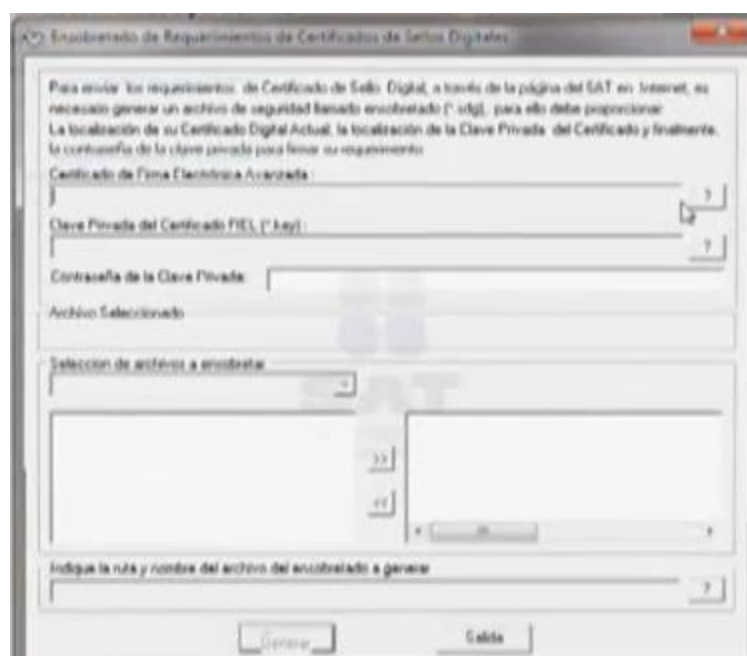 Ensobretado de Requerimientos de Certificados de Sellos Digitales
Para enviar los requerimientos de Certificado de Sello Digital, a través de la página del SAT en Internet, es
necesario generar un archivo de seguridad llamado ensobretado (*.sdg), para ello debe proporcionar
La localización de su Certificado Digital Actual, la localización de la Clave Privada del Certificado y finalmente,
la contraseña de la clave privada para firmar su requerimiento
Certificado de Firma Electrónica Avanzada :
?
Clave Privada del Certificado FIEL (*.key) :
?
Contraseña de la Clave Privada:
Archivo Seleccionado
Selección de archivos a ensobretar
SAT
>>
<<
Indique la ruta y nombre del archivo del ensobretado a generar
?
Generar
Salida